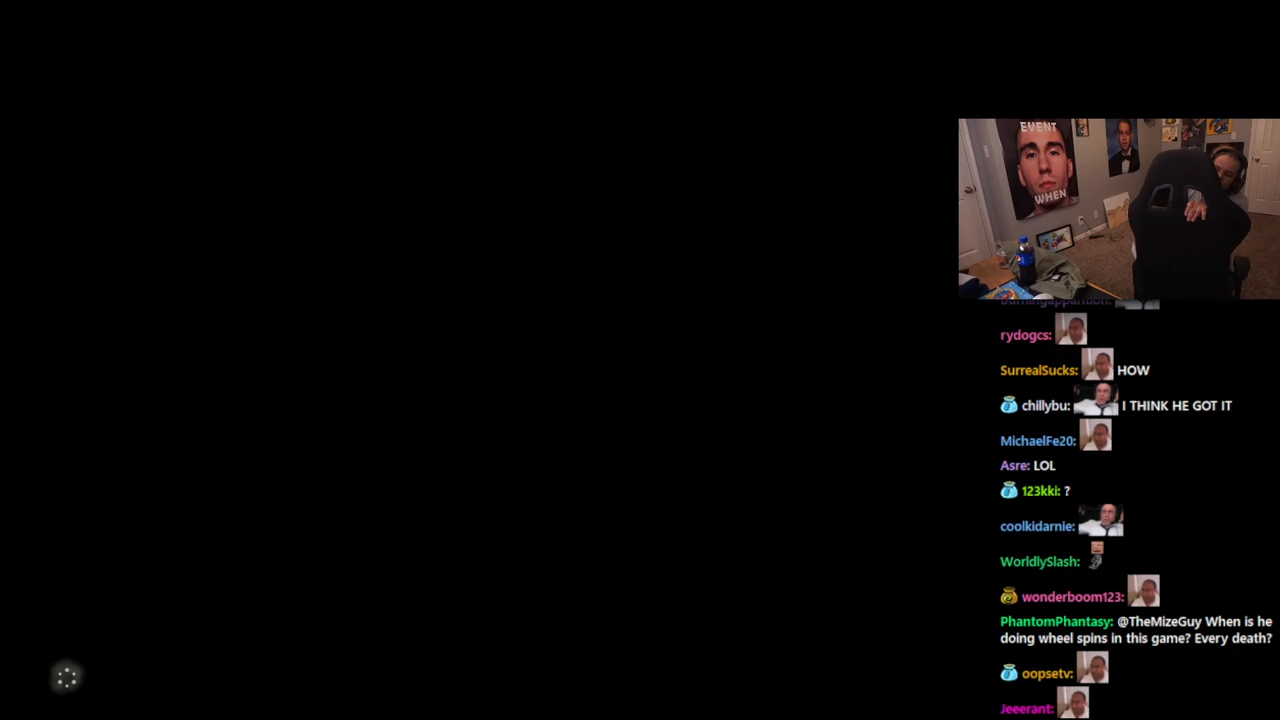 EVENT
WHEN
Burningapparition:
rydogcs:
SurrealSucks: HOW
chillybu: I THINK HE GOT IT
MichaelFe20:
Asre: LOL
123kki: ?
coolkidarnie:
WorldlySlash:
wonderboom123:
PhantomPhantasy: @TheMizeGuy When is he
doing wheel spins in this game? Every death?
oopsetv:
Jeeerant: